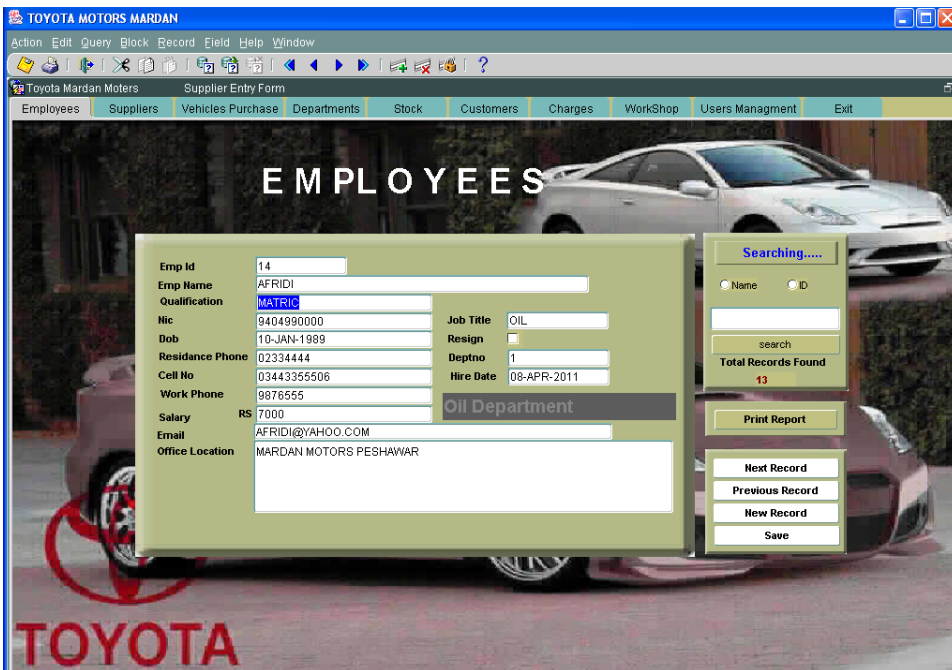 TOYOTA MOTORS MARDAN
Action Edit Query Block Record Field Help Window
Toyota Mardan Moters Supplier Entry Form
Employees Suppliers Vehicles Purchase Departments Stock Customers Charges WorkShop Users Managment Exit
EMPLOYEES
Emp Id 14
Emp Name AFRIDI
Qualification MATRIC
Nic 9404990000 Job Title OIL
Dob 10-JAN-1989 Resign
Residance Phone 02334444 Deptno 1
Cell No 03443355506 Hire Date 08-APR-2011
Work Phone 9876555
Oil Department
Salary RS 7000
Email AFRIDI@YAHOO.COM
Office Location MARDAN MOTORS PESHAWAR
Searching.....
Name ID
search
Total Records Found
13
Print Report
Next Record
Previous Record
New Record
Save
TOYOTA